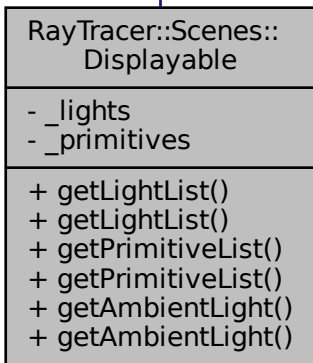 RayTracer::Scenes::
Displayable
- _lights
- _primitives
+ getLightList()
+ getLightList()
+ getPrimitiveList()
+ getPrimitiveList()
+ getAmbientLight()
+ getAmbientLight()